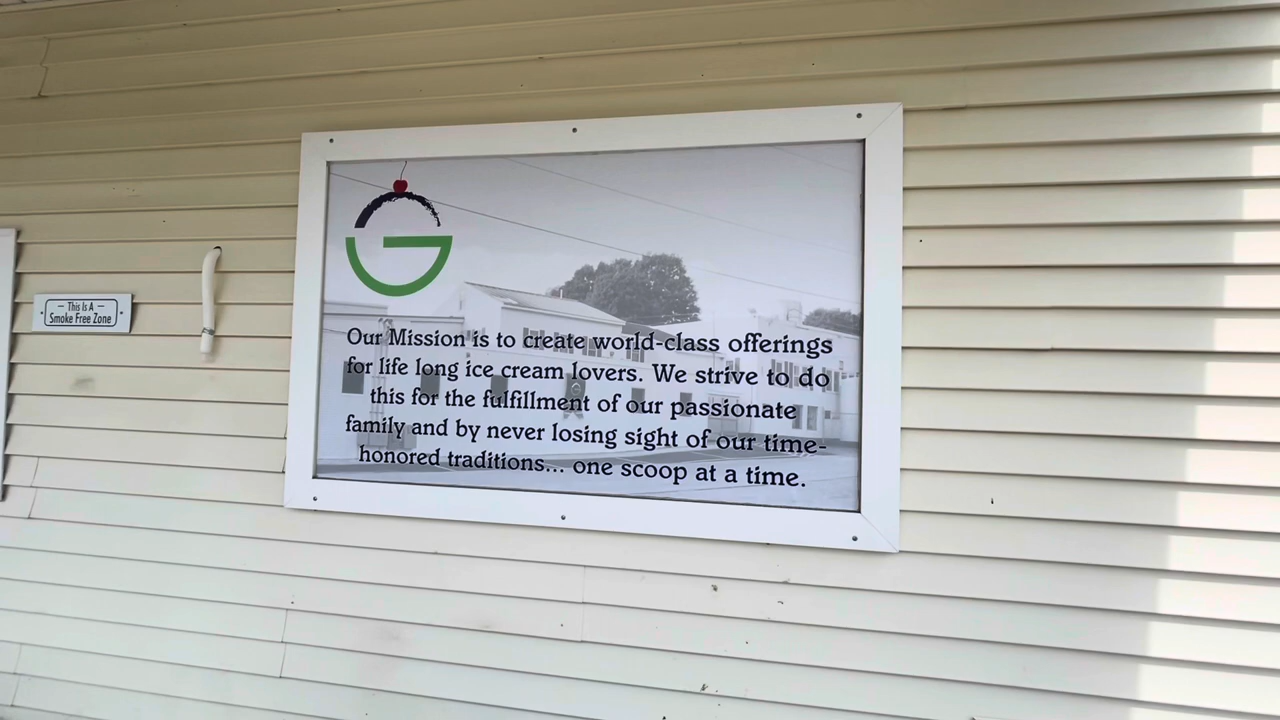 This Is A
Smoke Free Zone
Our Mission is to create world-class offerings
for life long ice cream lovers. We strive to do
this for the fulfillment of our passionate
family and by never losing sight of our time-
honored traditions... one scoop at a time.